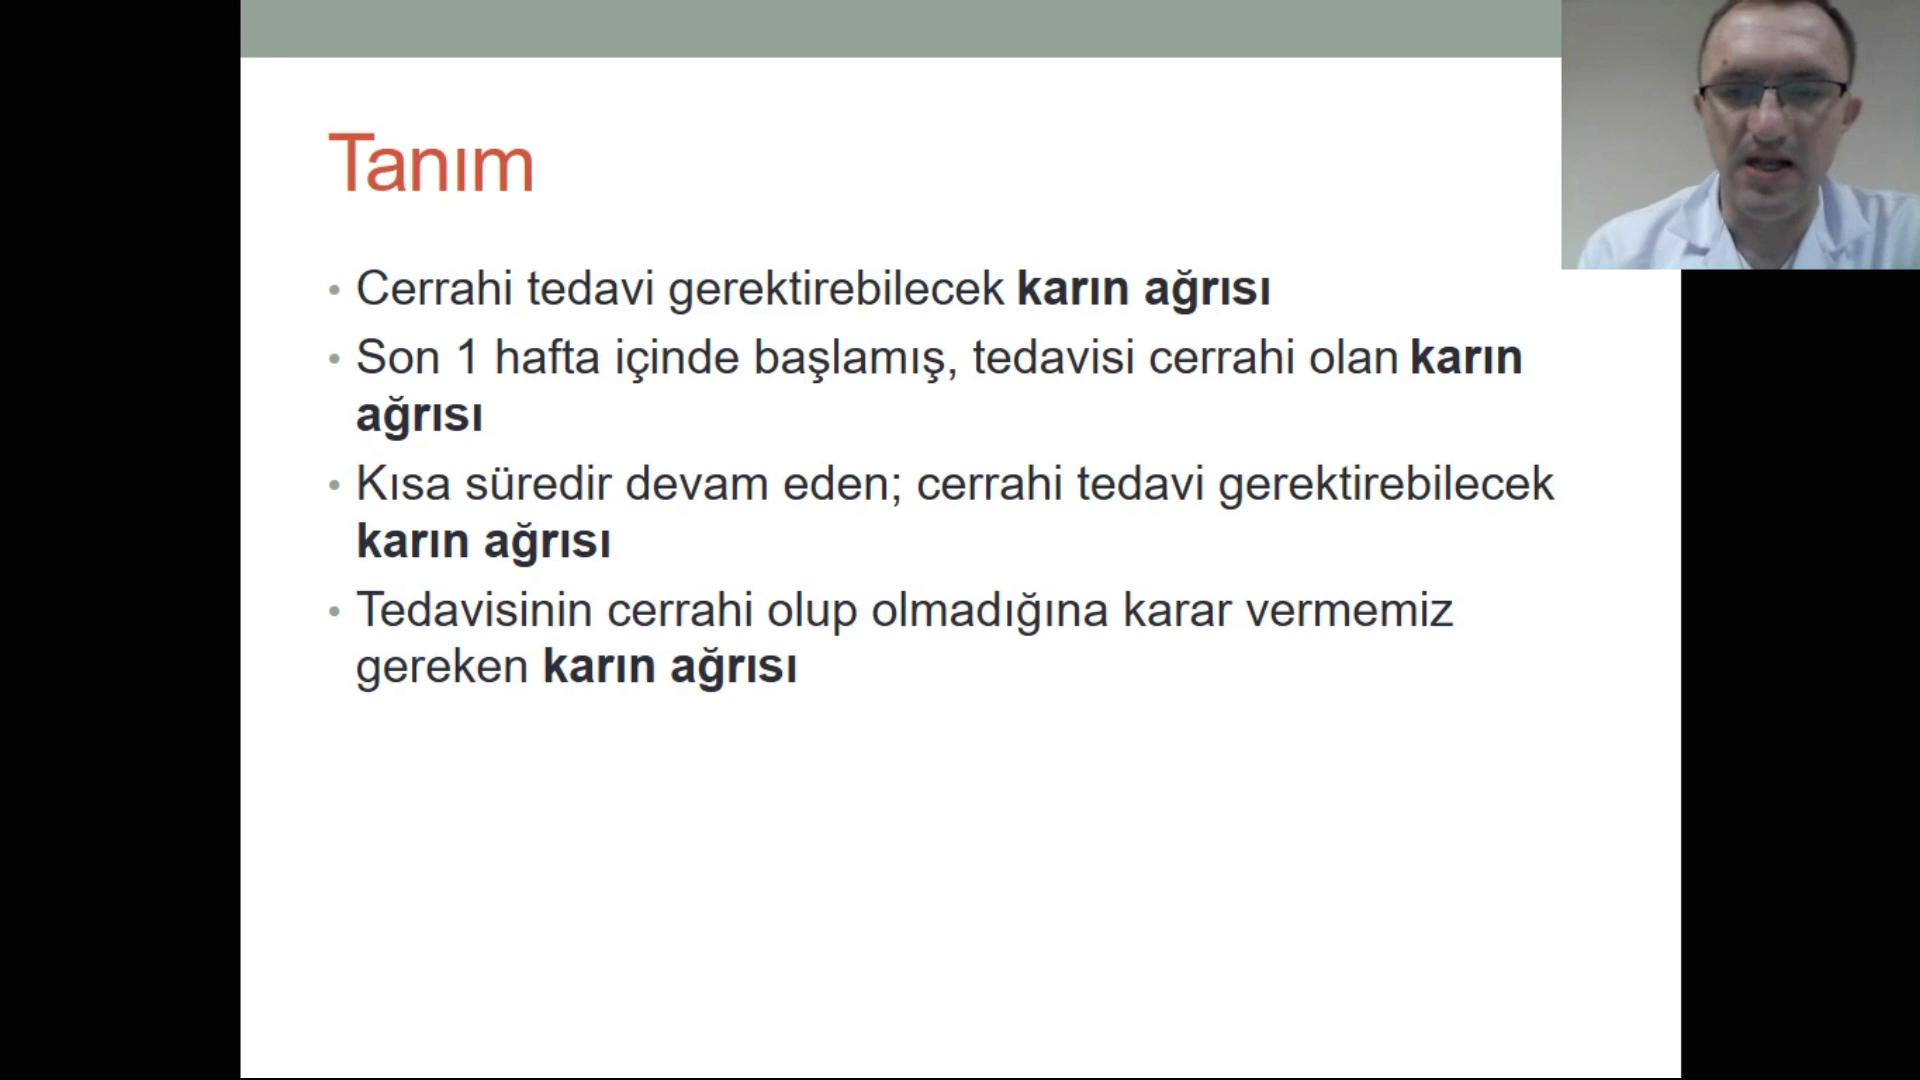 Tanım
• Cerrahi tedavi gerektirebilecek karın ağrısı
• Son 1 hafta içinde başlamış, tedavisi cerrahi olan karın
ağrısı
• Kısa süredir devam eden; cerrahi tedavi gerektirebilecek
karın ağrısı
• Tedavisinin cerrahi olup olmadığına karar vermemiz
gereken karın ağrısı